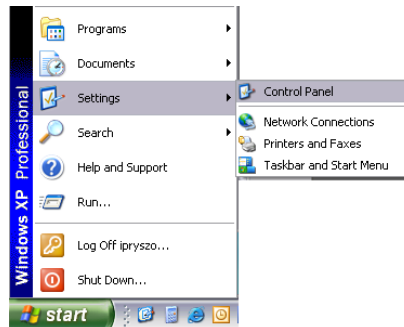 Programs
Documents
Settings
Search
Help and Support
Run...
Log Off ipryszo...
Shut Down...
Windows XP Professional
Control Panel
Network Connections
Printers and Faxes
Taskbar and Start Menu
start